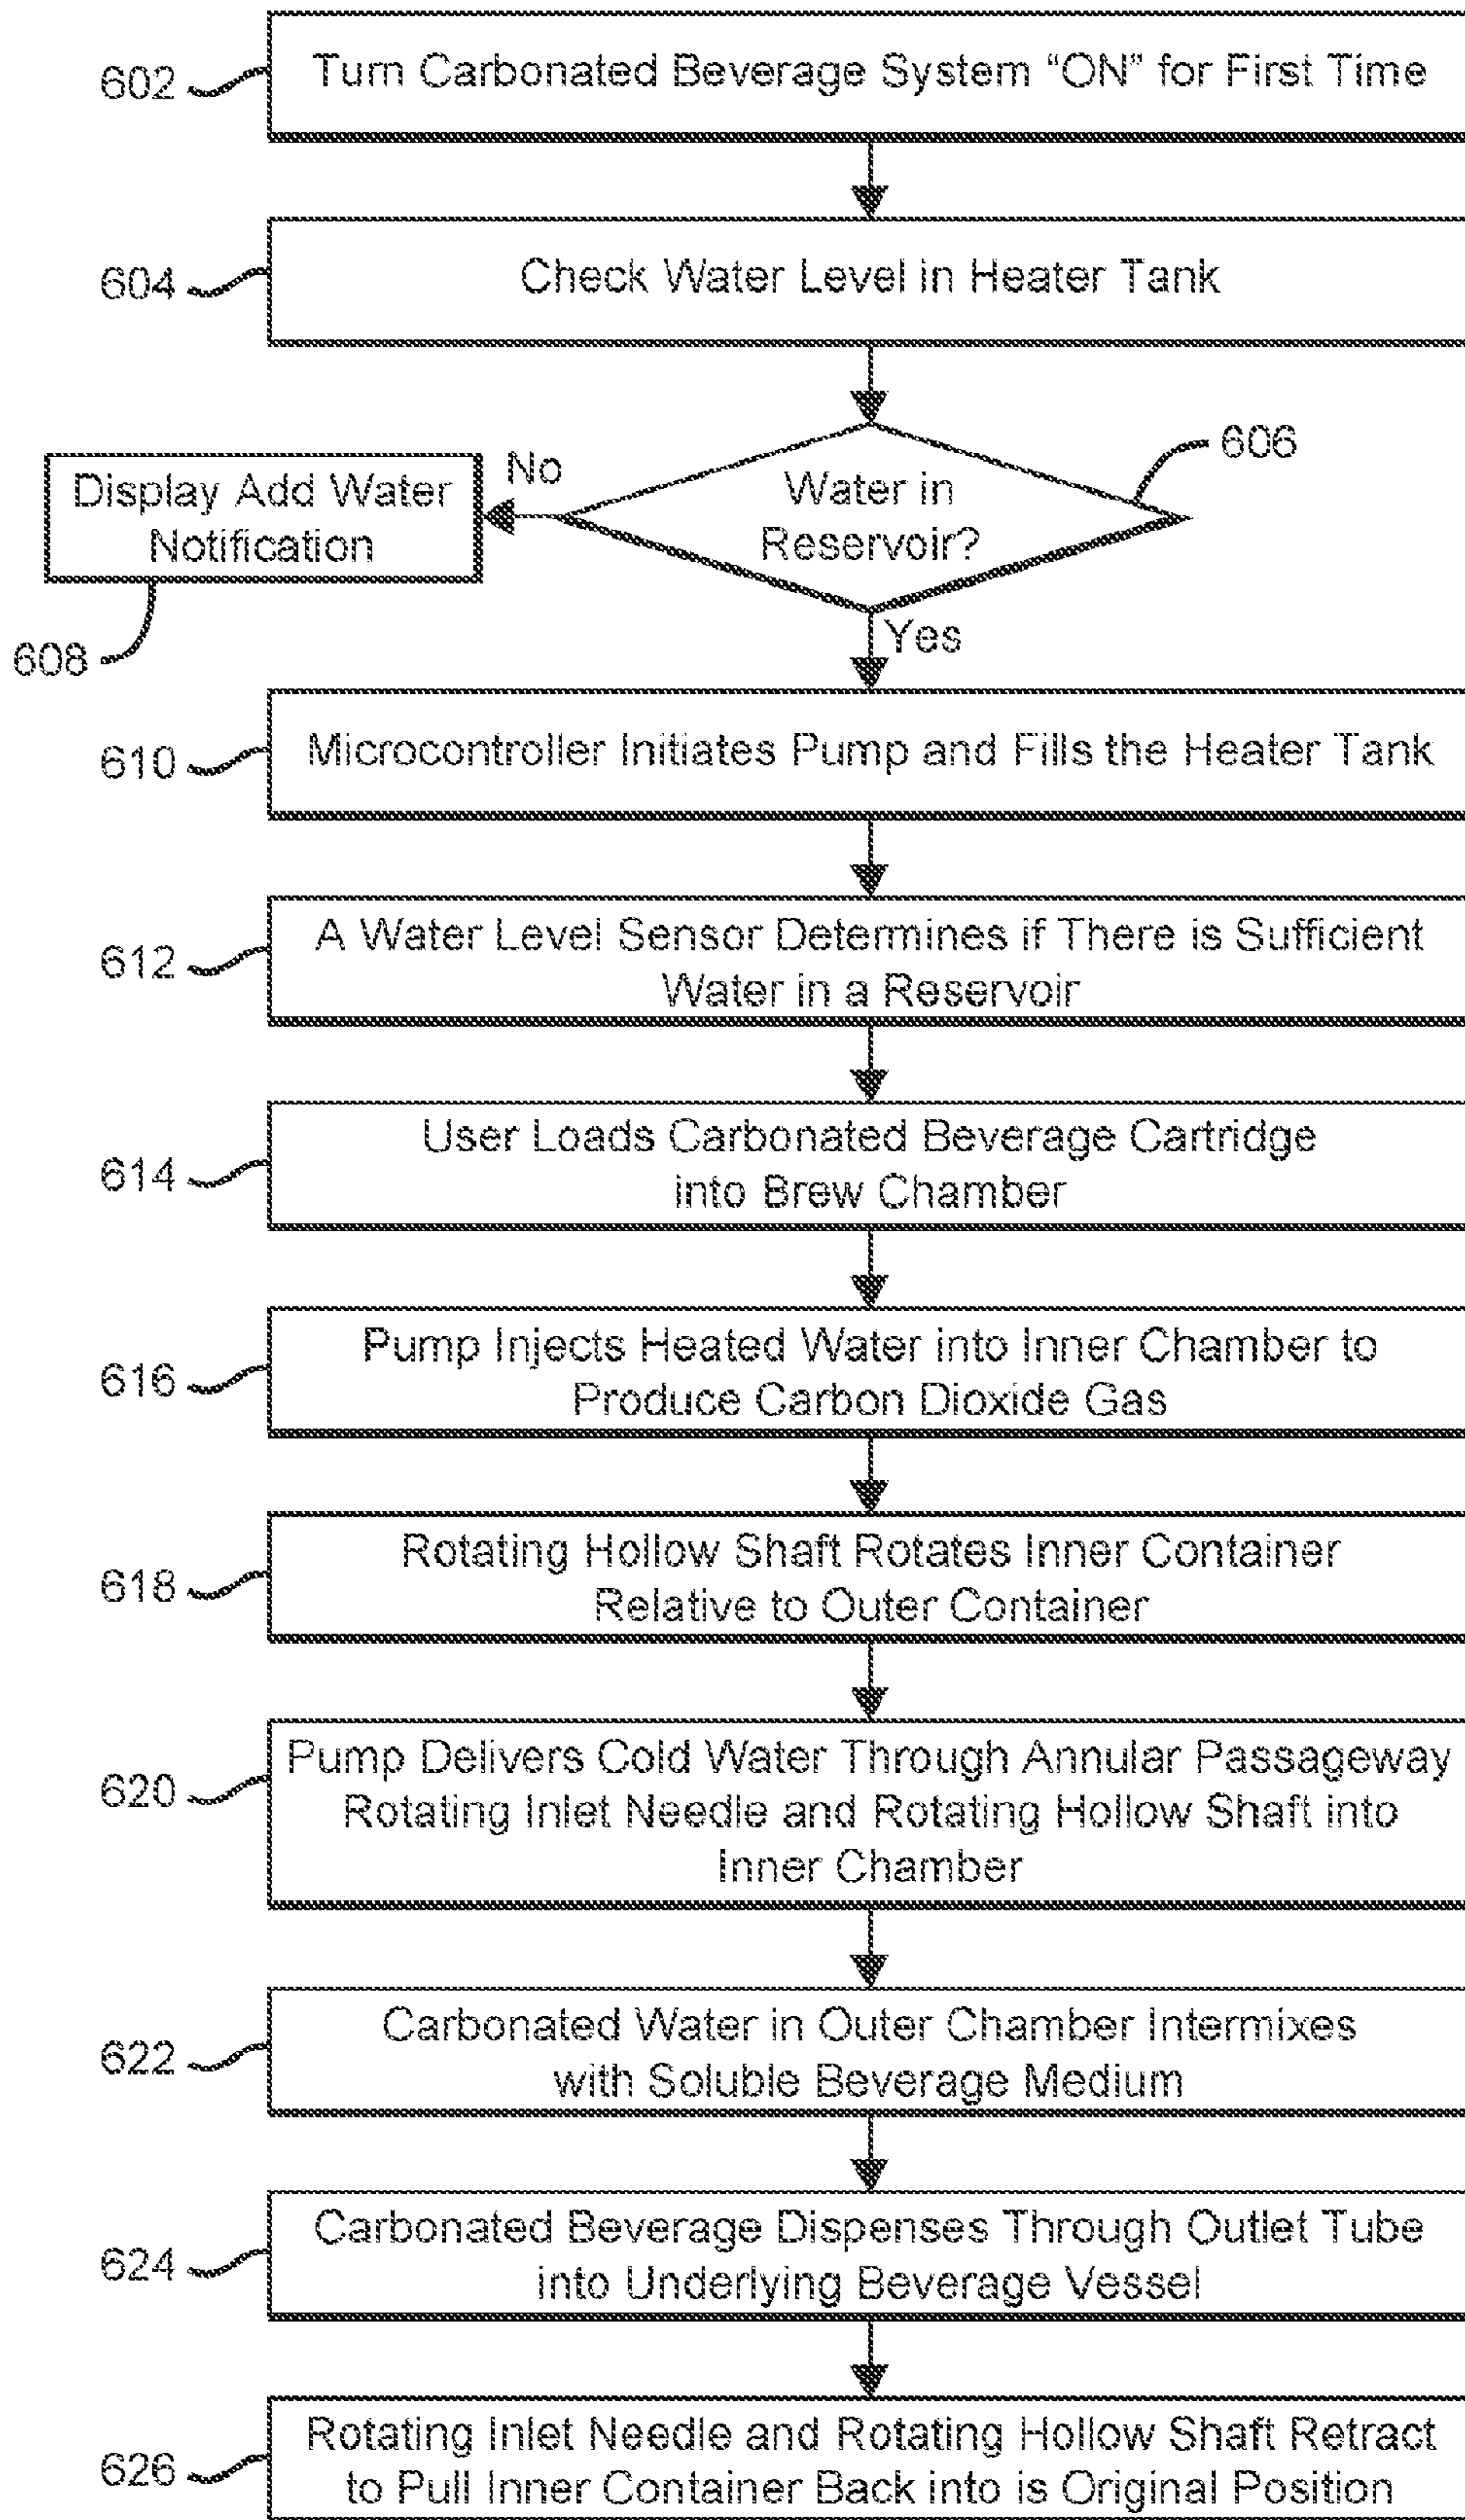 602
Turn Carbonated Beverage System “ON” for First Time
604
Check Water Level in Heater Tank
606
Water in
Reservoir?
No
Display Add Water
Notification
608
Yes
610
Microcontroller Initiates Pump and Fills the Heater Tank
612
A Water Level Sensor Determines if There is Sufficient
Water in a Reservoir
614
User Loads Carbonated Beverage Cartridge
into Brew Chamber
616
Pump Injects Heated Water into Inner Chamber to
Produce Carbon Dioxide Gas
618
Rotating Hollow Shaft Rotates Inner Container
Relative to Outer Container
620
Pump Delivers Cold Water Through Annular Passageway
Rotating Inlet Needle and Rotating Hollow Shaft into
Inner Chamber
622
Carbonated Water in Outer Chamber Intermixes
with Soluble Beverage Medium
624
Carbonated Beverage Dispenses Through Outlet Tube
into Underlying Beverage Vessel
626
Rotating Inlet Needle and Rotating Hollow Shaft Retract
to Pull Inner Container Back into is Original Position